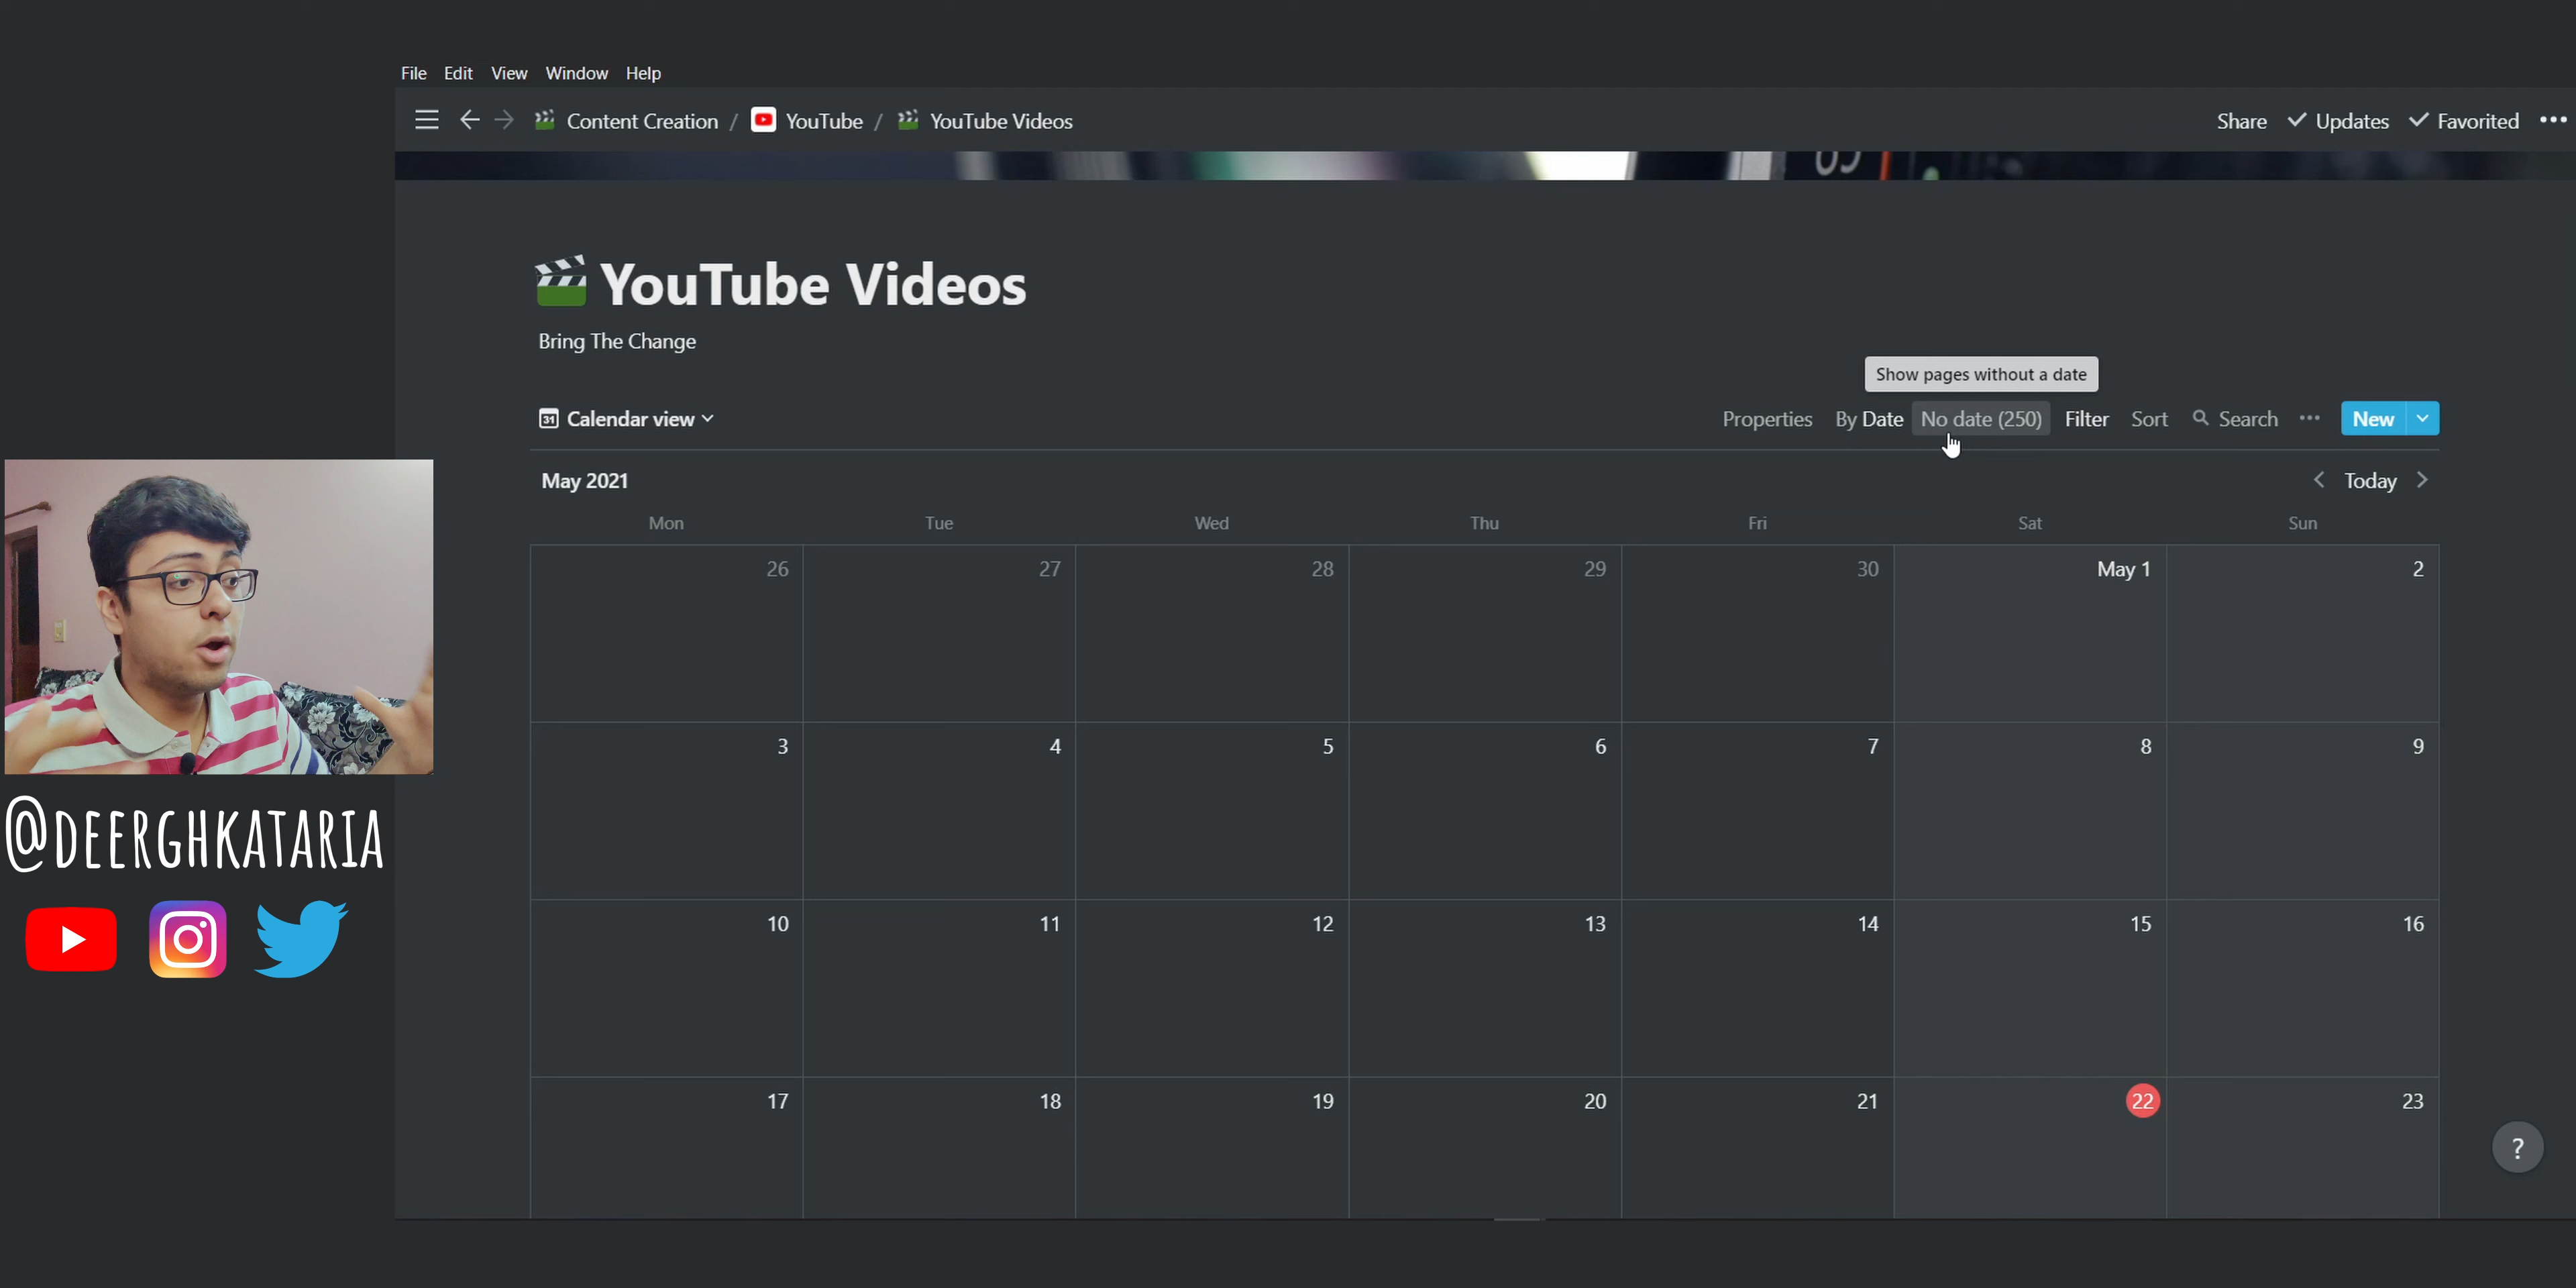 File Edit View Window Help
Content Creation / YouTube / YouTube Videos
Share Updates Favorited
YouTube Videos
Bring The Change
Show pages without a date
31 Calendar view
Properties By Date No date (250) Filter Sort Search New
May 2021
Today
Mon Tue Wed Thu Fri Sat Sun
26 27 28 29 30 May 1 2
3 4 5 6 7 8 9
10 11 12 13 14 15 16
17 18 19 20 21 22 23
?
@DEERGHKATARIA